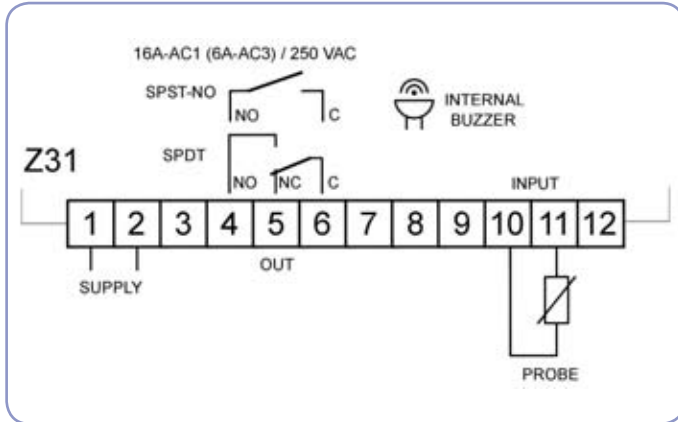 16A-AC1 (6A-AC3) / 250 VAC
SPST-NO
NO C
INTERNAL
BUZZER
SPDT
Z31
NO NC C
INPUT
1 2 3 4 5 6 7 8 9 10 11 12
SUPPLY
OUT
PROBE